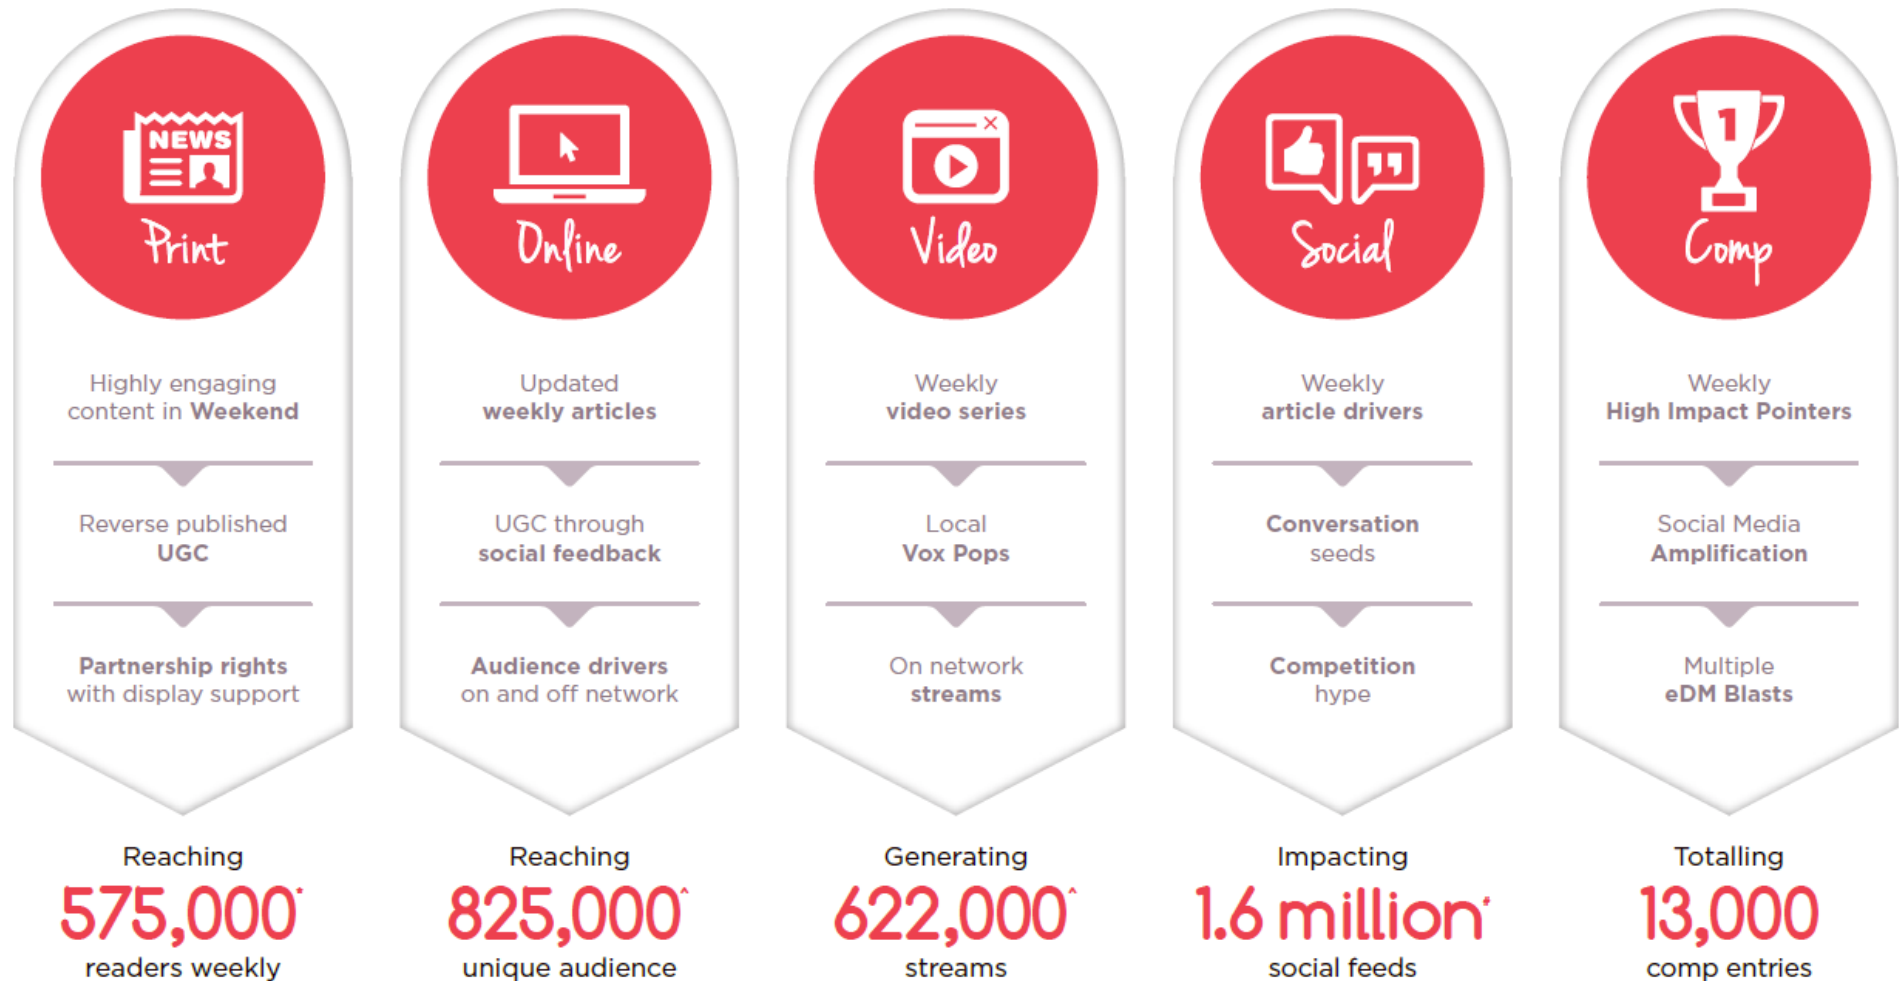 NEWS
Print
Highly engaging
content in Weekend
Reverse published
UGC
Partnership rights
with display support
Reaching
575,000*
readers weekly
Online
Updated
weekly articles
UGC through
social feedback
Audience drivers
on and off network
Reaching
825,000^
unique audience
Video
Weekly
video series
Local
Vox Pops
On network
streams
Generating
622,000^
streams
Social
Weekly
article drivers
Conversation
seeds
Competition
hype
Impacting
1.6 million#
social feeds
1
Comp
Weekly
High Impact Pointers
Social Media
Amplification
Multiple
eDM Blasts
Totalling
13,000
comp entries